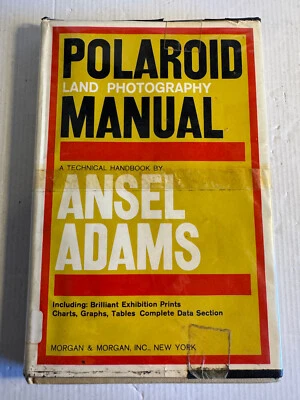 POLAROID
LAND PHOTOGRAPHY
MANUAL
A TECHNICAL HANDBOOK BY
ANSEL
ADAMS
Including: Brilliant Exhibition Prints
Charts, Graphs, Tables Complete Data Section
MORGAN & MORGAN, INC., NEW YORK